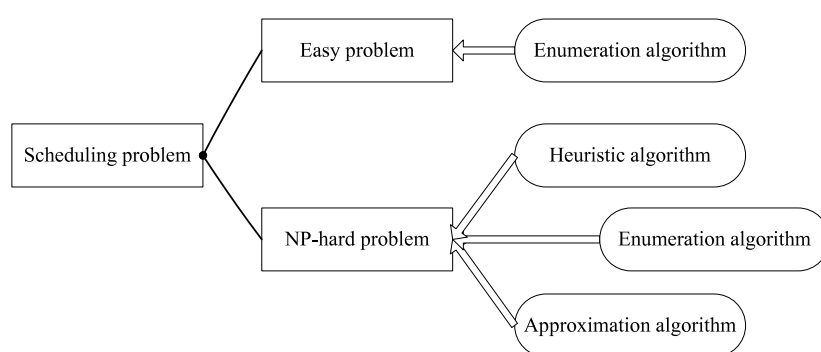 Easy problem
Enumeration algorithm
Scheduling problem
Heuristic algorithm
NP-hard problem
Enumeration algorithm
Approximation algorithm